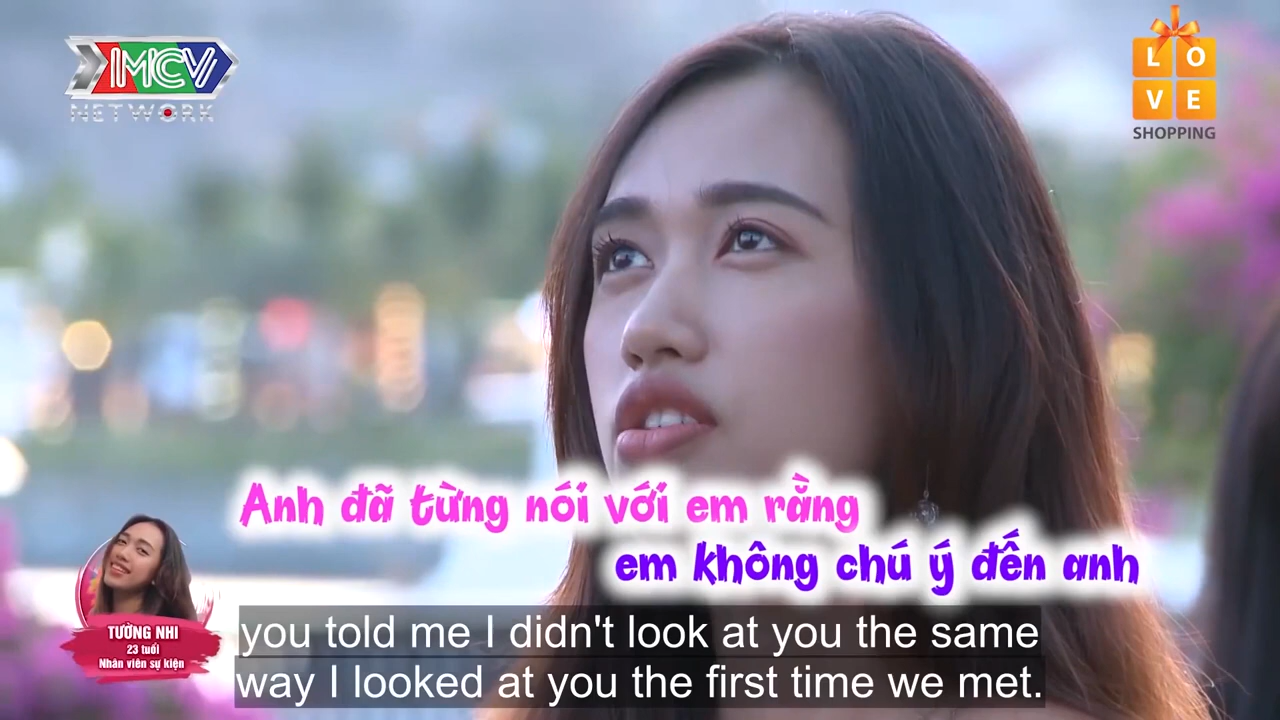 MCV
NETWORK
LO
VE
SHOPPING
Anh đã từng nói với em rằng
em không chú ý đến anh
TƯỜNG NHI
23 tuổi
Nhân viên sự kiện
you told me I didn't look at you the same
way I looked at you the first time we met.